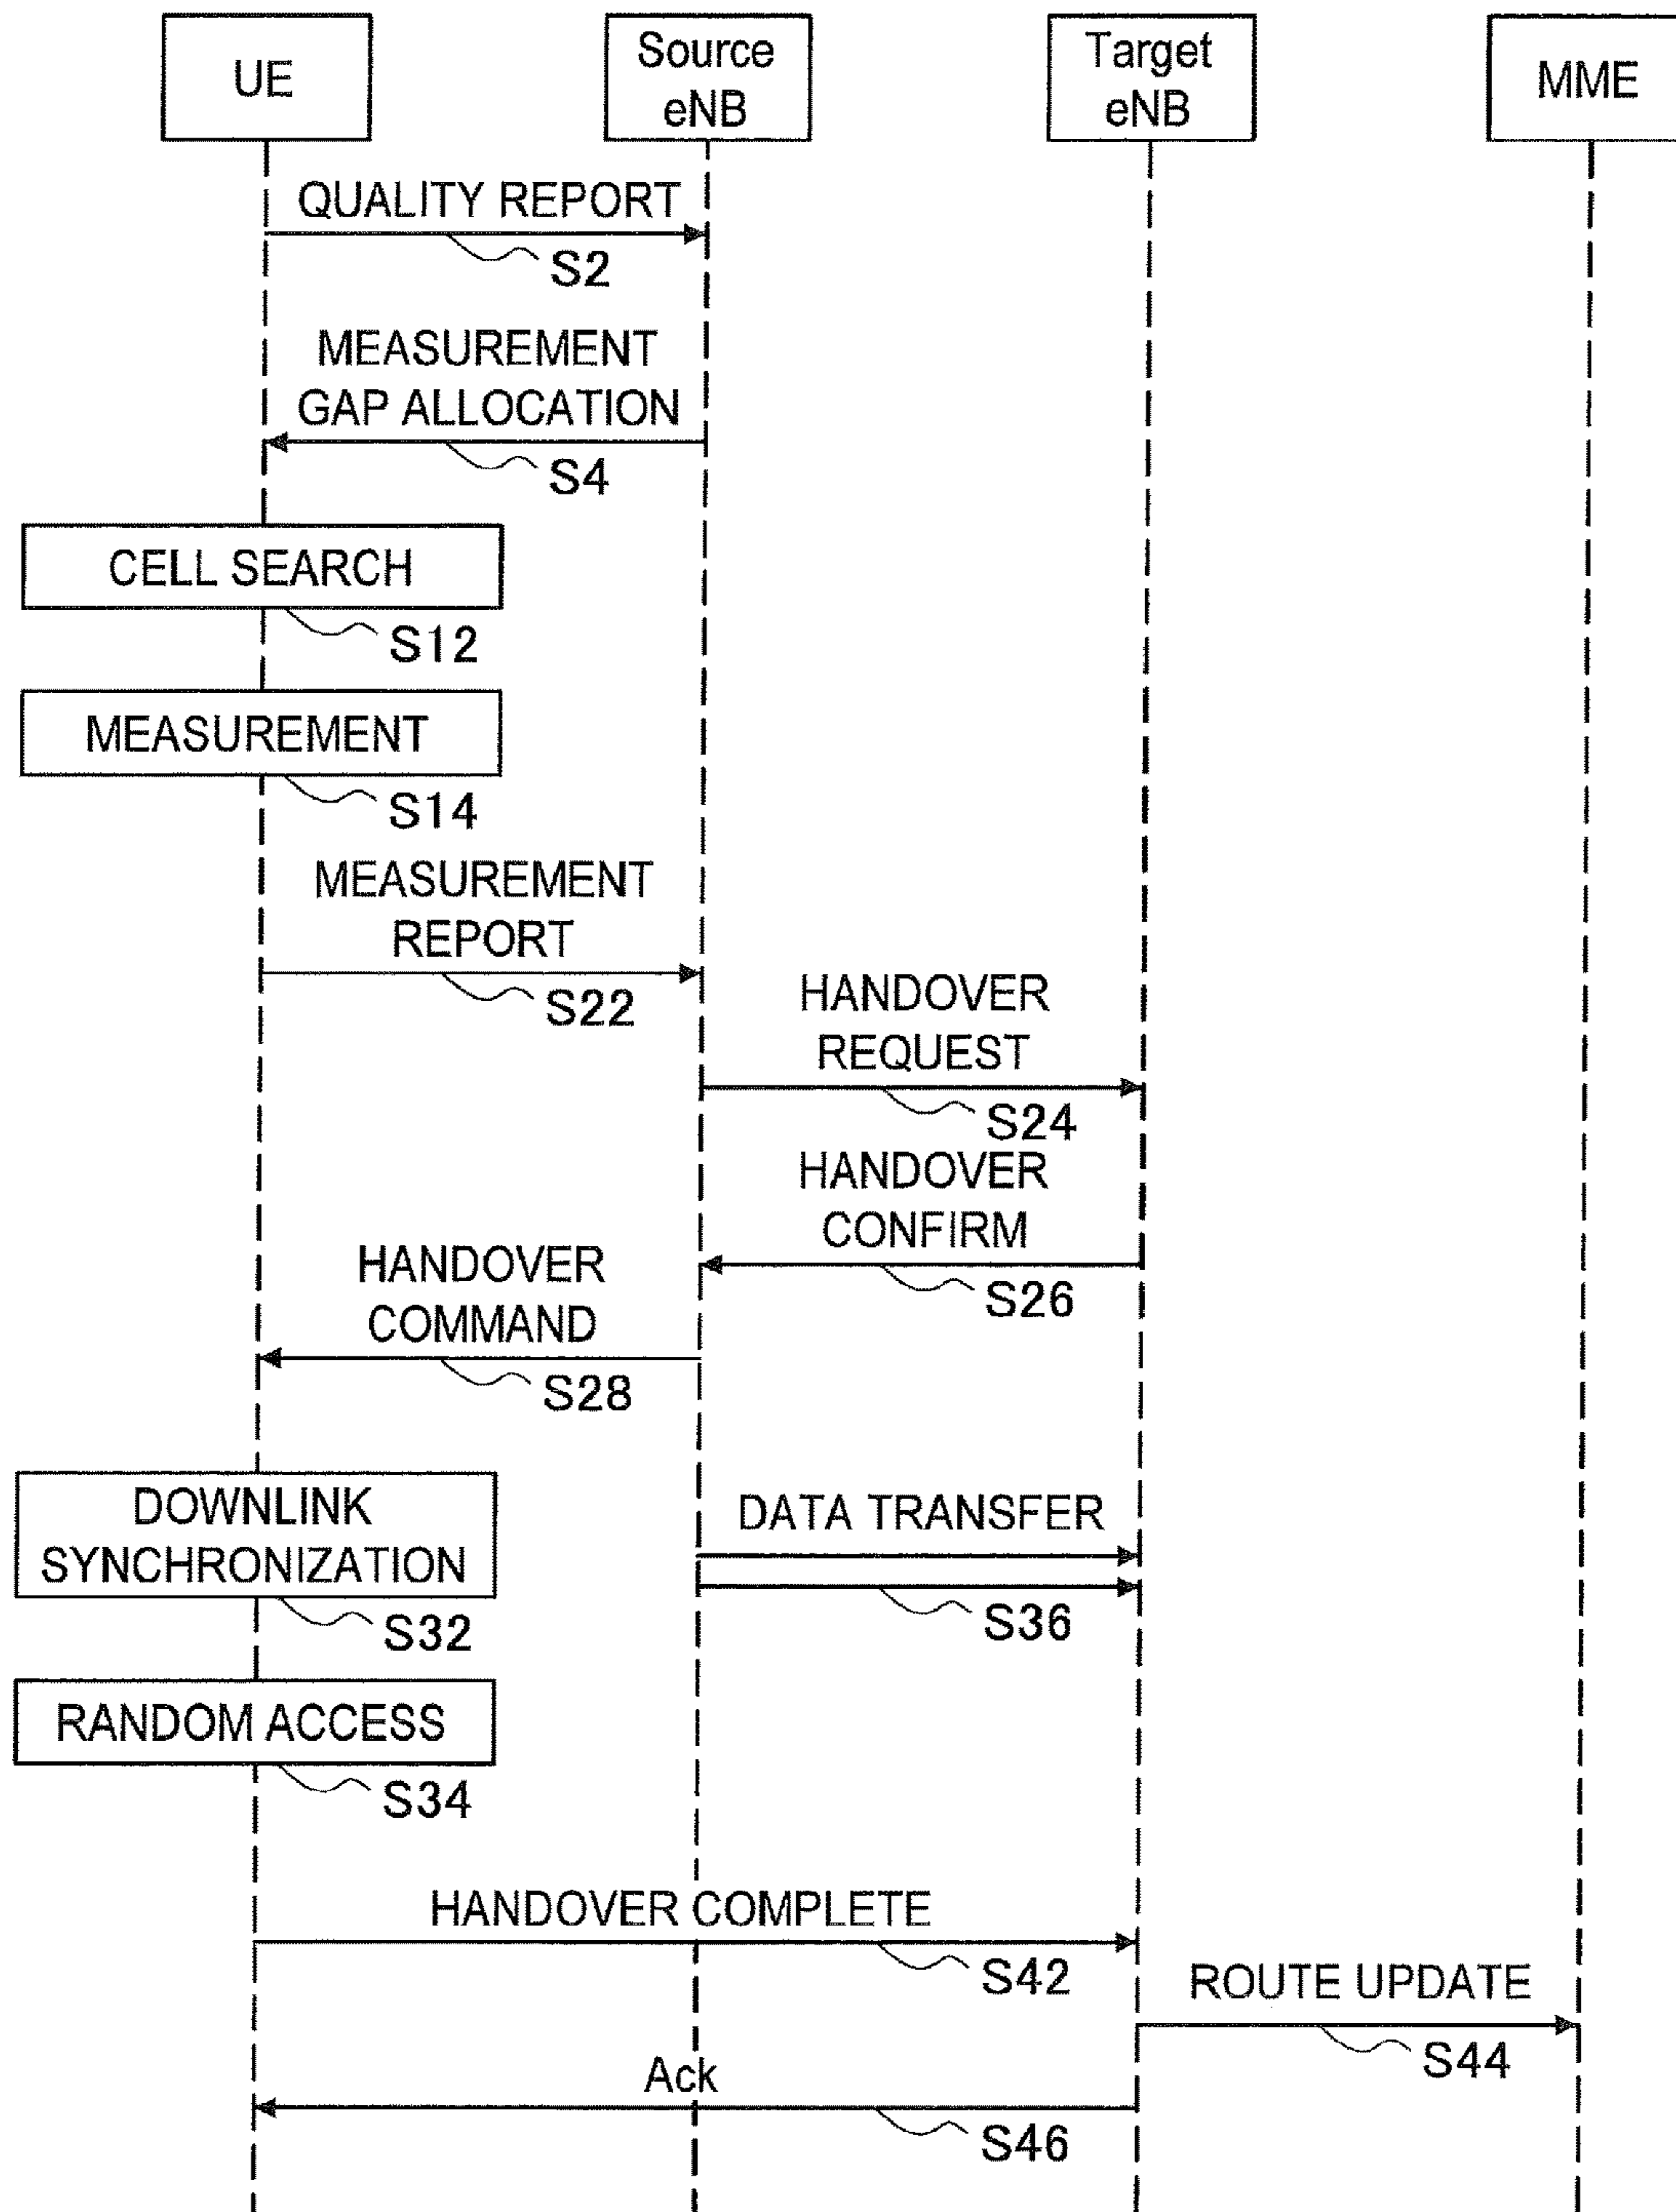 UE
Source
eNB
Target
eNB
MME
QUALITY REPORT
S2
MEASUREMENT
GAP ALLOCATION
S4
CELL SEARCH
S12
MEASUREMENT
S14
MEASUREMENT
REPORT
S22
HANDOVER
REQUEST
S24
HANDOVER
CONFIRM
S26
HANDOVER
COMMAND
S28
DOWNLINK
SYNCHRONIZATION
S32
DATA TRANSFER
S36
RANDOM ACCESS
S34
HANDOVER COMPLETE
S42
ROUTE UPDATE
S44
Ack
S46